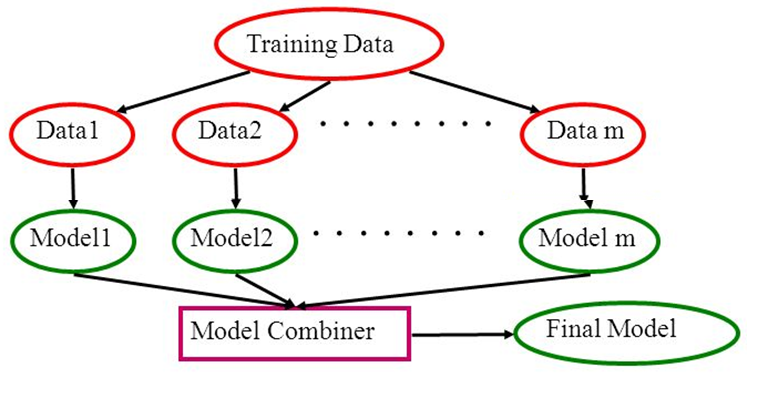 Training Data
Data1
Data2
Data m
Model1
Model2
Model m
Model Combiner
Final Model